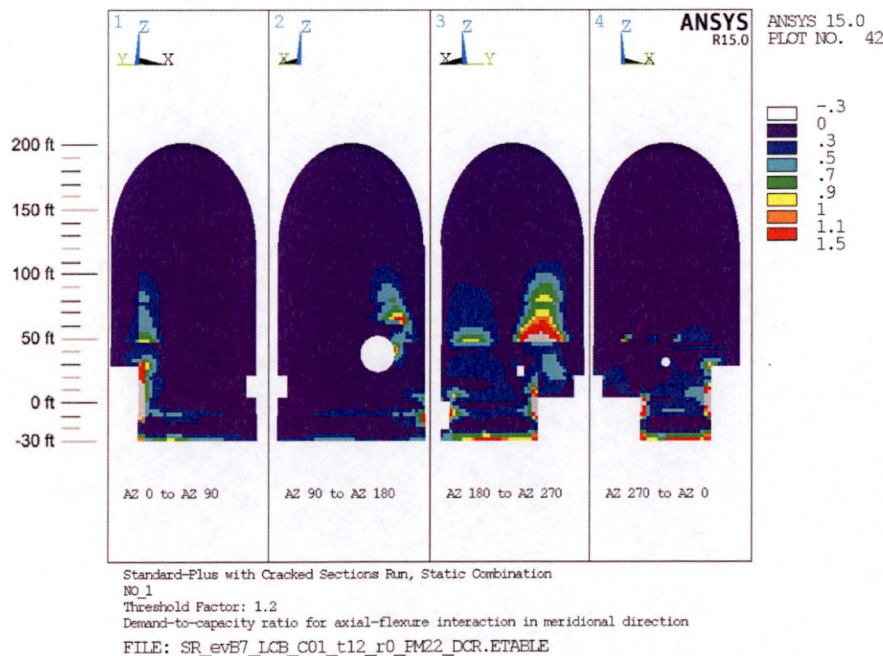 1 Z Y X
2 Z X
3 Z X Y
4 Z X
ANSYS
R15.0
ANSYS 15.0
PLOT NO. 42
-.3
0
.3
.5
.7
.9
1
1.1
1.5
200 ft
150 ft
100 ft
50 ft
0 ft
-30 ft
AZ 0 to AZ 90
AZ 90 to AZ 180
AZ 180 to AZ 270
AZ 270 to AZ 0
Standard-Plus with Cracked Sections Run, Static Combination
NO_1
Threshold Factor: 1.2
Demand-to-capacity ratio for axial-flexure interaction in meridional direction
FILE: SR_evB7_LCB_C01_t12_r0_PM22_DCR.ETABLE